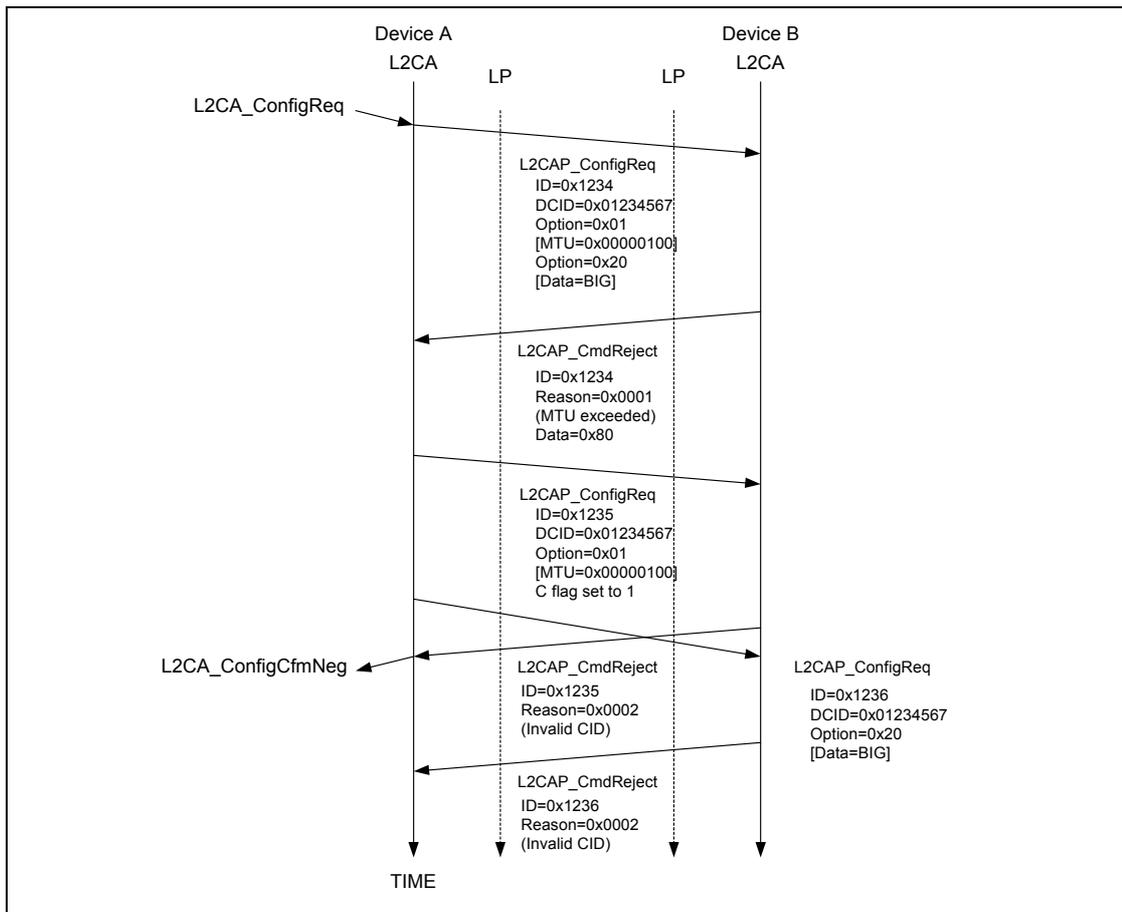 Device A
Device B
L2CA
LP
LP
L2CA
L2CA_ConfigReq
L2CAP_ConfigReq
ID=0x1234
DCID=0x01234567
Option=0x01
[MTU=0x00000100]
Option=0x20
[Data=BIG]
L2CAP_CmdReject
ID=0x1234
Reason=0x0001
(MTU exceeded)
Data=0x80
L2CAP_ConfigReq
ID=0x1235
DCID=0x01234567
Option=0x01
[MTU=0x00000100]
C flag set to 1
L2CA_ConfigCfmNeg
L2CAP_CmdReject
ID=0x1235
Reason=0x0002
(Invalid CID)
L2CAP_ConfigReq
ID=0x1236
DCID=0x01234567
Option=0x20
[Data=BIG]
L2CAP_CmdReject
ID=0x1236
Reason=0x0002
(Invalid CID)
TIME